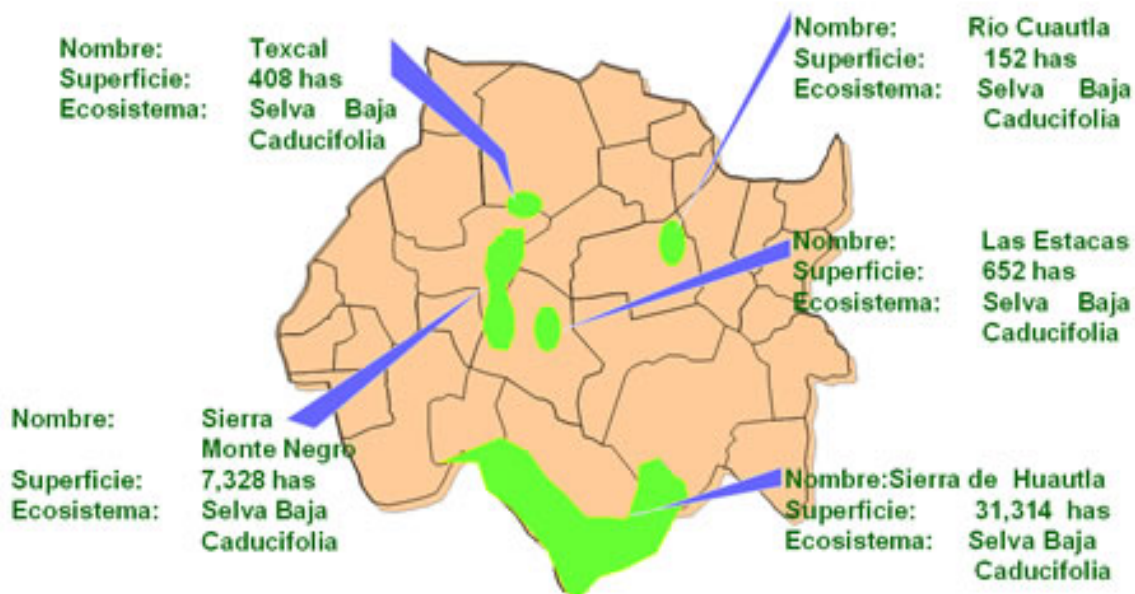 Nombre: Texcal
Superficie: 408 has
Ecosistema: Selva Baja
Caducifolia
Nombre: Río Cuautla
Superficie: 152 has
Ecosistema: Selva Baja
Caducifolia
Nombre: Las Estacas
Superficie: 652 has
Ecosistema: Selva Baja
Caducifolia
Nombre: Sierra
Monte Negro
Superficie: 7,328 has
Ecosistema: Selva Baja
Caducifolia
Nombre:Sierra de Huautla
Superficie: 31,314 has
Ecosistema: Selva Baja
Caducifolia